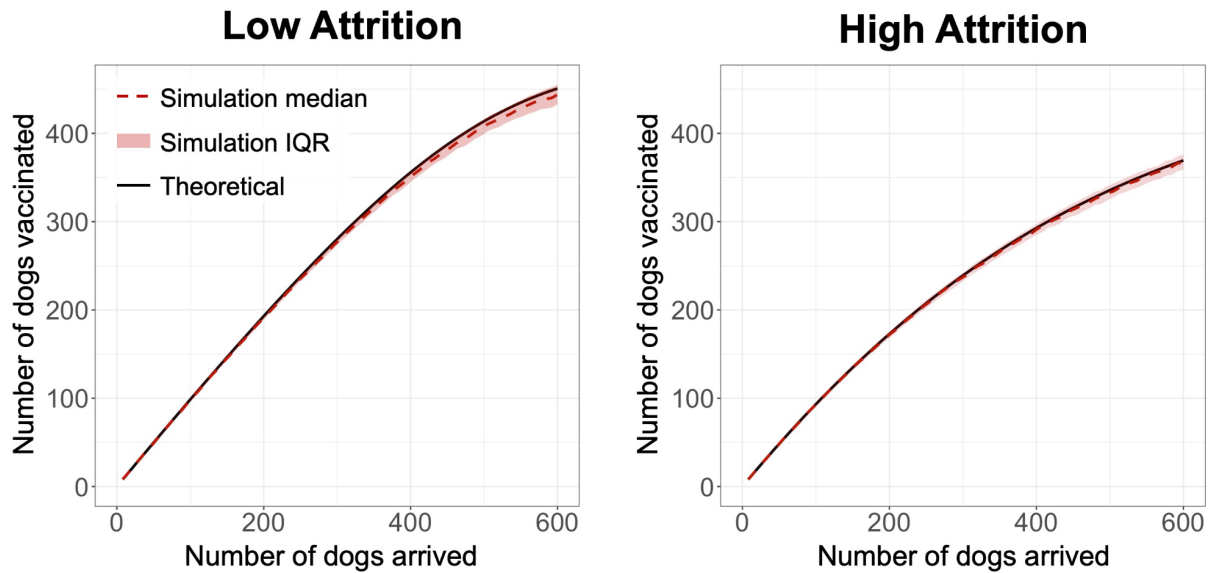 Low Attrition
High Attrition
Number of dogs vaccinated
400
300
200
100
0
Simulation median
Simulation IQR
Theoretical
0
200
400
600
Number of dogs arrived
Number of dogs vaccinated
400
300
200
100
0
0
200
400
600
Number of dogs arrived